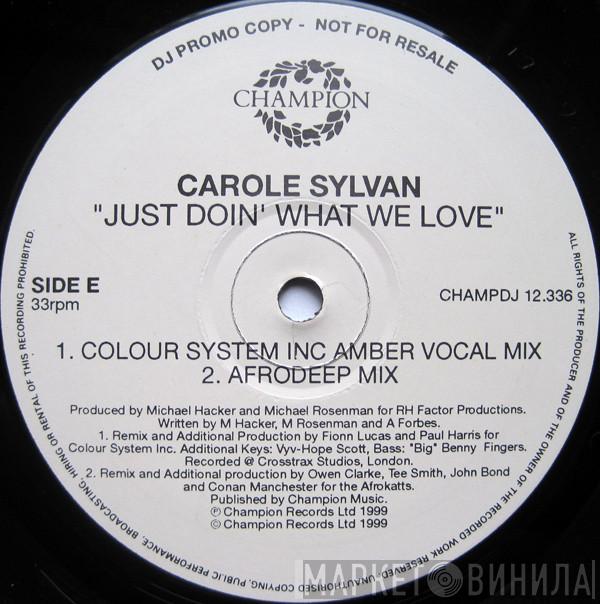 DJ PROMO COPY - NOT FOR RESALE
CHAMPION
CAROLE SYLVAN
"JUST DOIN' WHAT WE LOVE"
SIDE E
33rpm
CHAMPDJ 12.336
1. COLOUR SYSTEM INC AMBER VOCAL MIX
2. AFRODEEP MIX
Produced by Michael Hacker and Michael Rosenman for RH Factor Productions.
Written by M Hacker, M Rosenman and A Forbes.
1. Remix and Additional Production by Fionn Lucas and Paul Harris for
Colour System Inc. Additional Keys: Vyv-Hope Scott, Bass: "Big" Benny Fingers.
Recorded @ Crosstrax Studios, London.
2. Remix and Additional production by Owen Clarke, Tee Smith, John Bond
and Conan Manchester for the Afrokatts.
Published by Champion Music.
℗ Champion Records Ltd 1999
© Champion Records Ltd 1999
ALL RIGHTS OF THE PRODUCER AND OF THE OWNER OF THE RECORDED WORK RESERVED. UNAUTHORISED COPYING, PUBLIC PERFORMANCE, BROADCASTING, HIRING OR RENTAL OF THIS RECORDING PROHIBITED.
МАРКЕТ ВИНИЛА